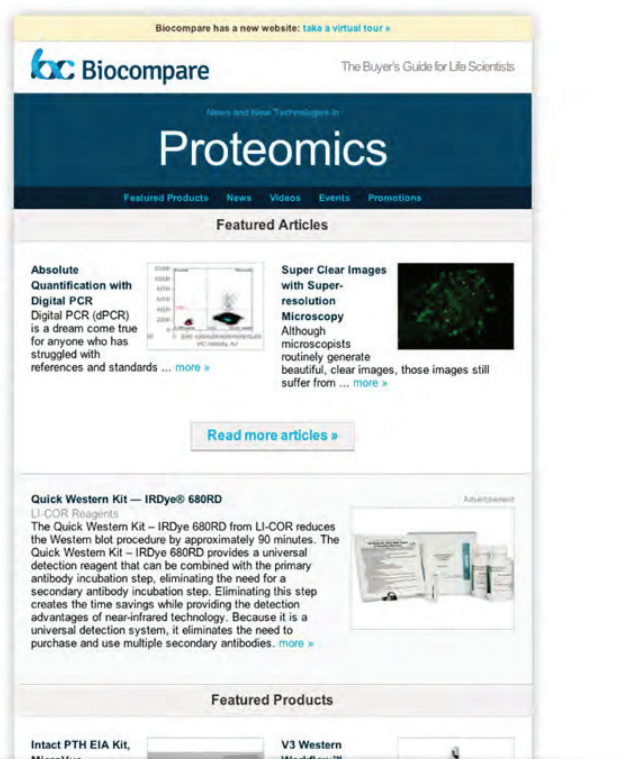 Biocompare has a new website: take a virtual tour »
bc Biocompare
The Buyer's Guide for Life Scientists
News and New Technologies in
Proteomics
Featured Products News Videos Events Promotions
Featured Articles
Absolute
Quantification with
Digital PCR
Digital PCR (dPCR)
is a dream come true
for anyone who has
struggled with
references and standards ... more »
Super Clear Images
with Super-
resolution
Microscopy
Although
microscopists
routinely generate
beautiful, clear images, those images still
suffer from ... more »
Read more articles »
Quick Western Kit — IRDye® 680RD
LI-COR Reagents
The Quick Western Kit – IRDye 680RD from LI-COR reduces
the Western blot procedure by approximately 90 minutes. The
Quick Western Kit – IRDye 680RD provides a universal
detection reagent that can be combined with the primary
antibody incubation step, eliminating the need for a
secondary antibody incubation step. Eliminating this step
creates the time savings while providing the detection
advantages of near-infrared technology. Because it is a
universal detection system, it eliminates the need to
purchase and use multiple secondary antibodies. more »
Advertisement
Featured Products
Intact PTH EIA Kit,
MicroVue
V3 Western
Workflow™